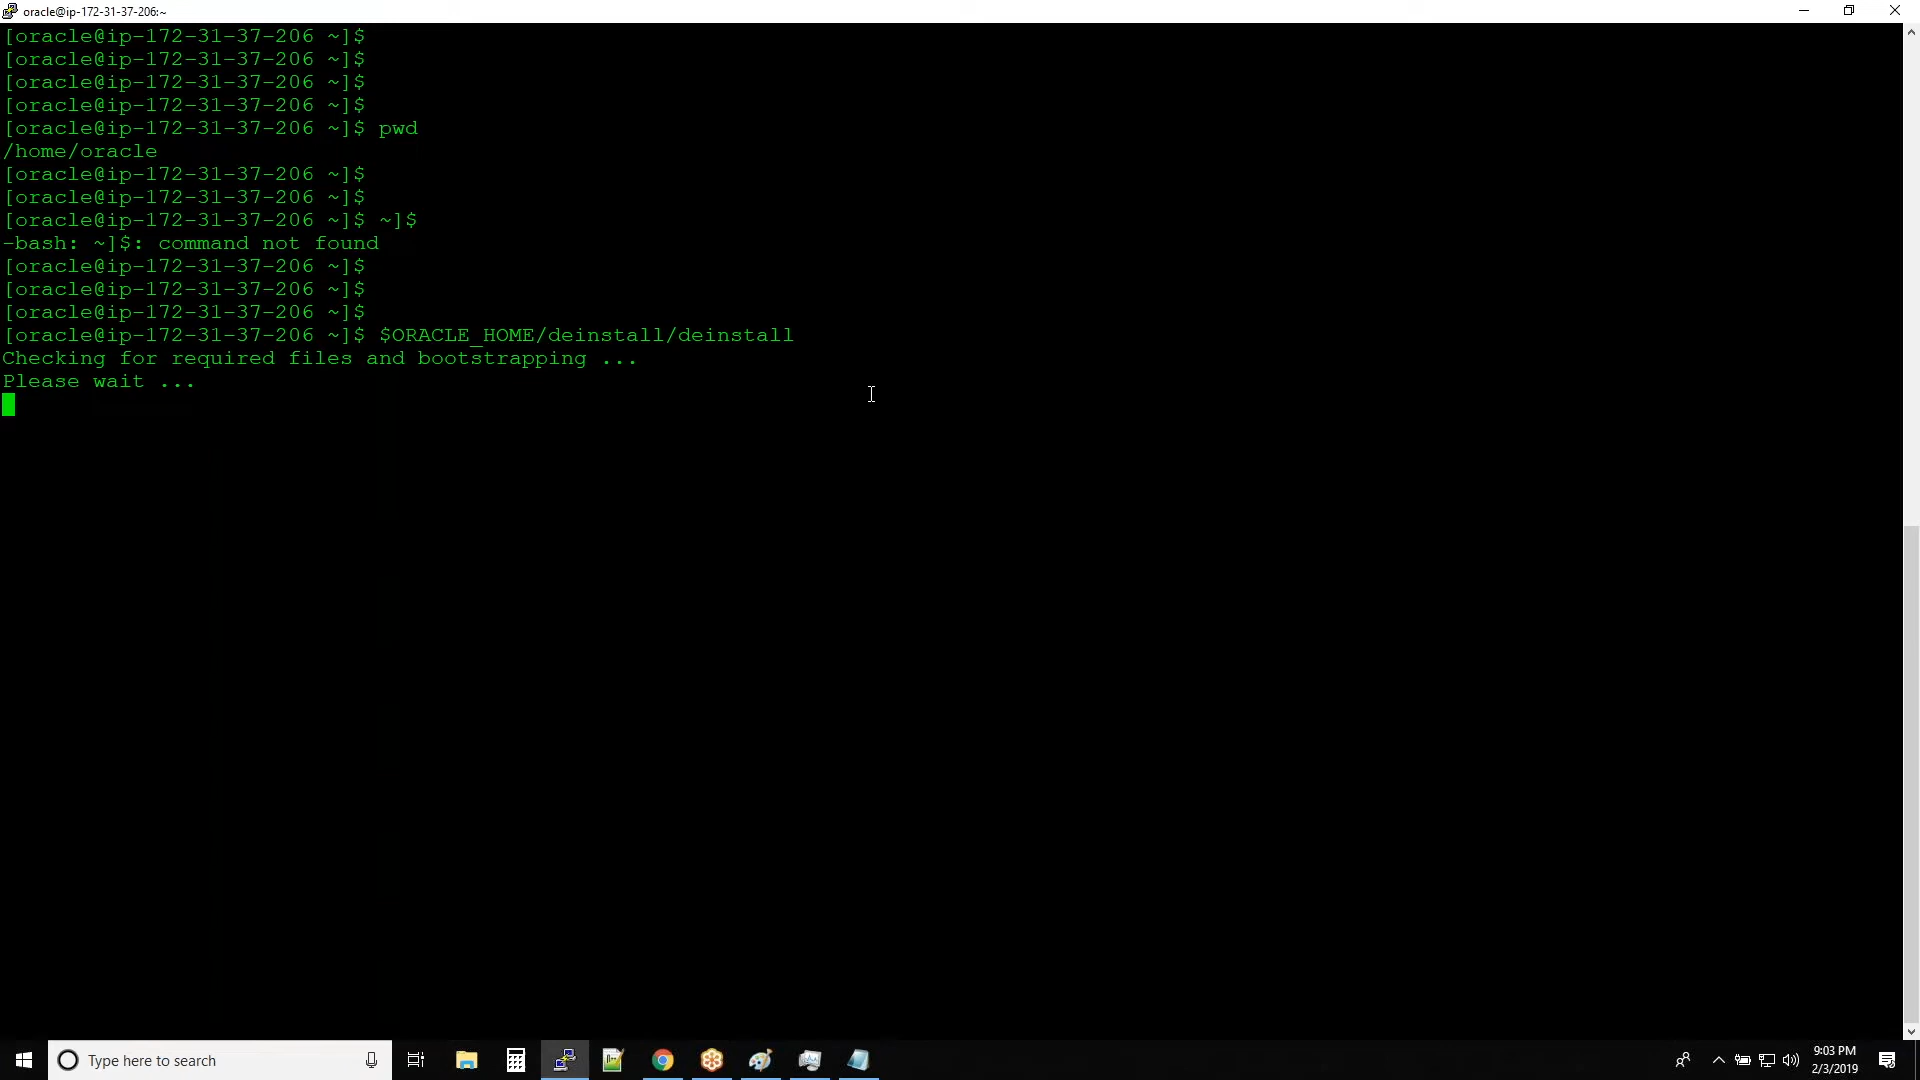 oracle@ip-172-31-37-206:~
[oracle@ip-172-31-37-206 ~]$
[oracle@ip-172-31-37-206 ~]$
[oracle@ip-172-31-37-206 ~]$
[oracle@ip-172-31-37-206 ~]$
[oracle@ip-172-31-37-206 ~]$ pwd
/home/oracle
[oracle@ip-172-31-37-206 ~]$
[oracle@ip-172-31-37-206 ~]$
[oracle@ip-172-31-37-206 ~]$ ~]$
-bash: ~]$: command not found
[oracle@ip-172-31-37-206 ~]$
[oracle@ip-172-31-37-206 ~]$
[oracle@ip-172-31-37-206 ~]$
[oracle@ip-172-31-37-206 ~]$ $ORACLE_HOME/deinstall/deinstall
Checking for required files and bootstrapping ...
Please wait ...
Type here to search
9:03 PM
2/3/2019